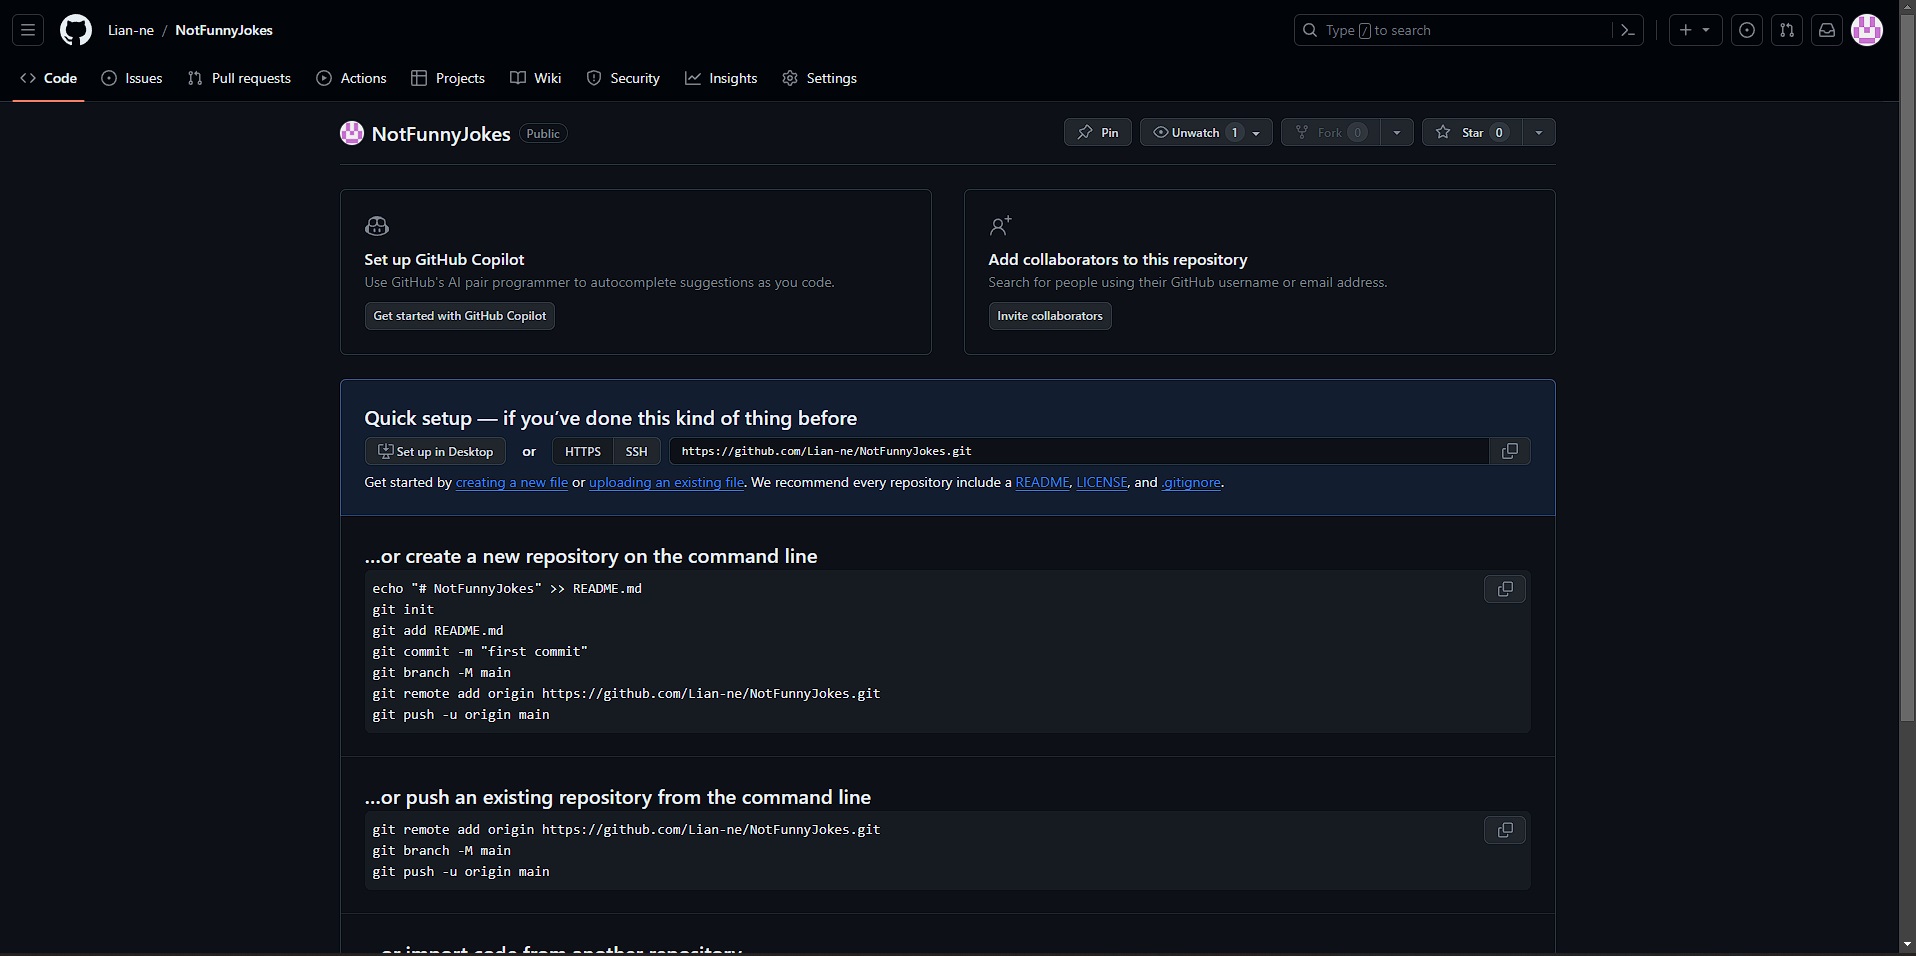 Lian-ne / NotFunnyJokes
Type / to search
Code Issues Pull requests Actions Projects Wiki Security Insights Settings
NotFunnyJokes Public
Pin Unwatch 1 Fork 0 Star 0
Set up GitHub Copilot
Use GitHub's AI pair programmer to autocomplete suggestions as you code.
Get started with GitHub Copilot
Add collaborators to this repository
Search for people using their GitHub username or email address.
Invite collaborators
Quick setup — if you’ve done this kind of thing before
Set up in Desktop or HTTPS SSH https://github.com/Lian-ne/NotFunnyJokes.git
Get started by creating a new file or uploading an existing file. We recommend every repository include a README, LICENSE, and .gitignore.
…or create a new repository on the command line
echo "# NotFunnyJokes" >> README.md
git init
git add README.md
git commit -m "first commit"
git branch -M main
git remote add origin https://github.com/Lian-ne/NotFunnyJokes.git
git push -u origin main
…or push an existing repository from the command line
git remote add origin https://github.com/Lian-ne/NotFunnyJokes.git
git branch -M main
git push -u origin main
…or import code from another repository